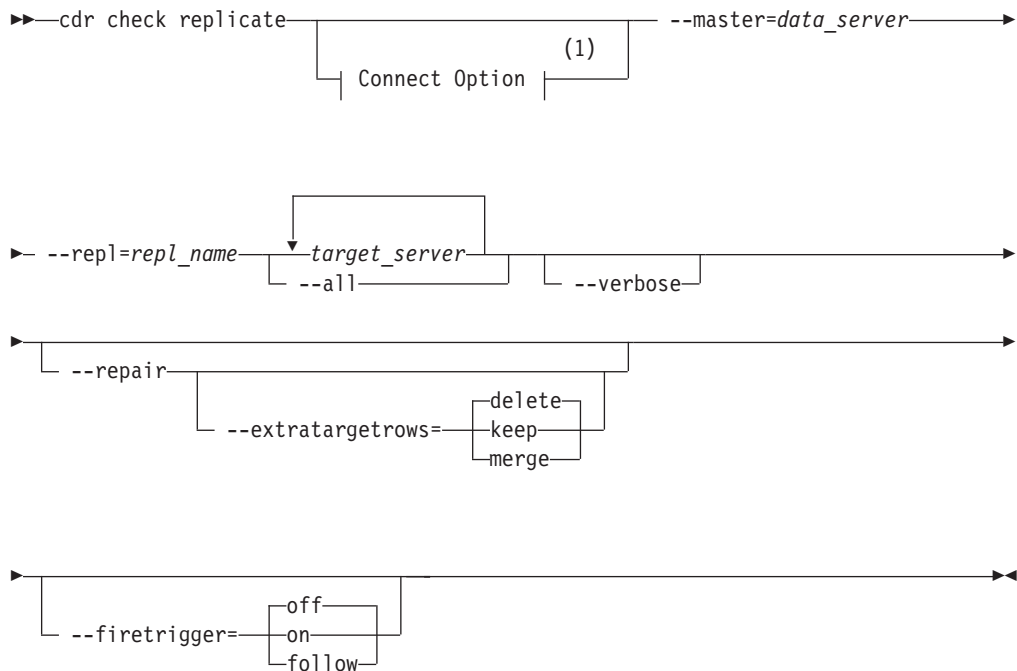 cdr check replicate --master=data_server
(1)
Connect Option
--repl=repl_name target_server
--all --verbose
--repair
--extratargetrows= delete
keep
merge
--firetrigger= off
on
follow